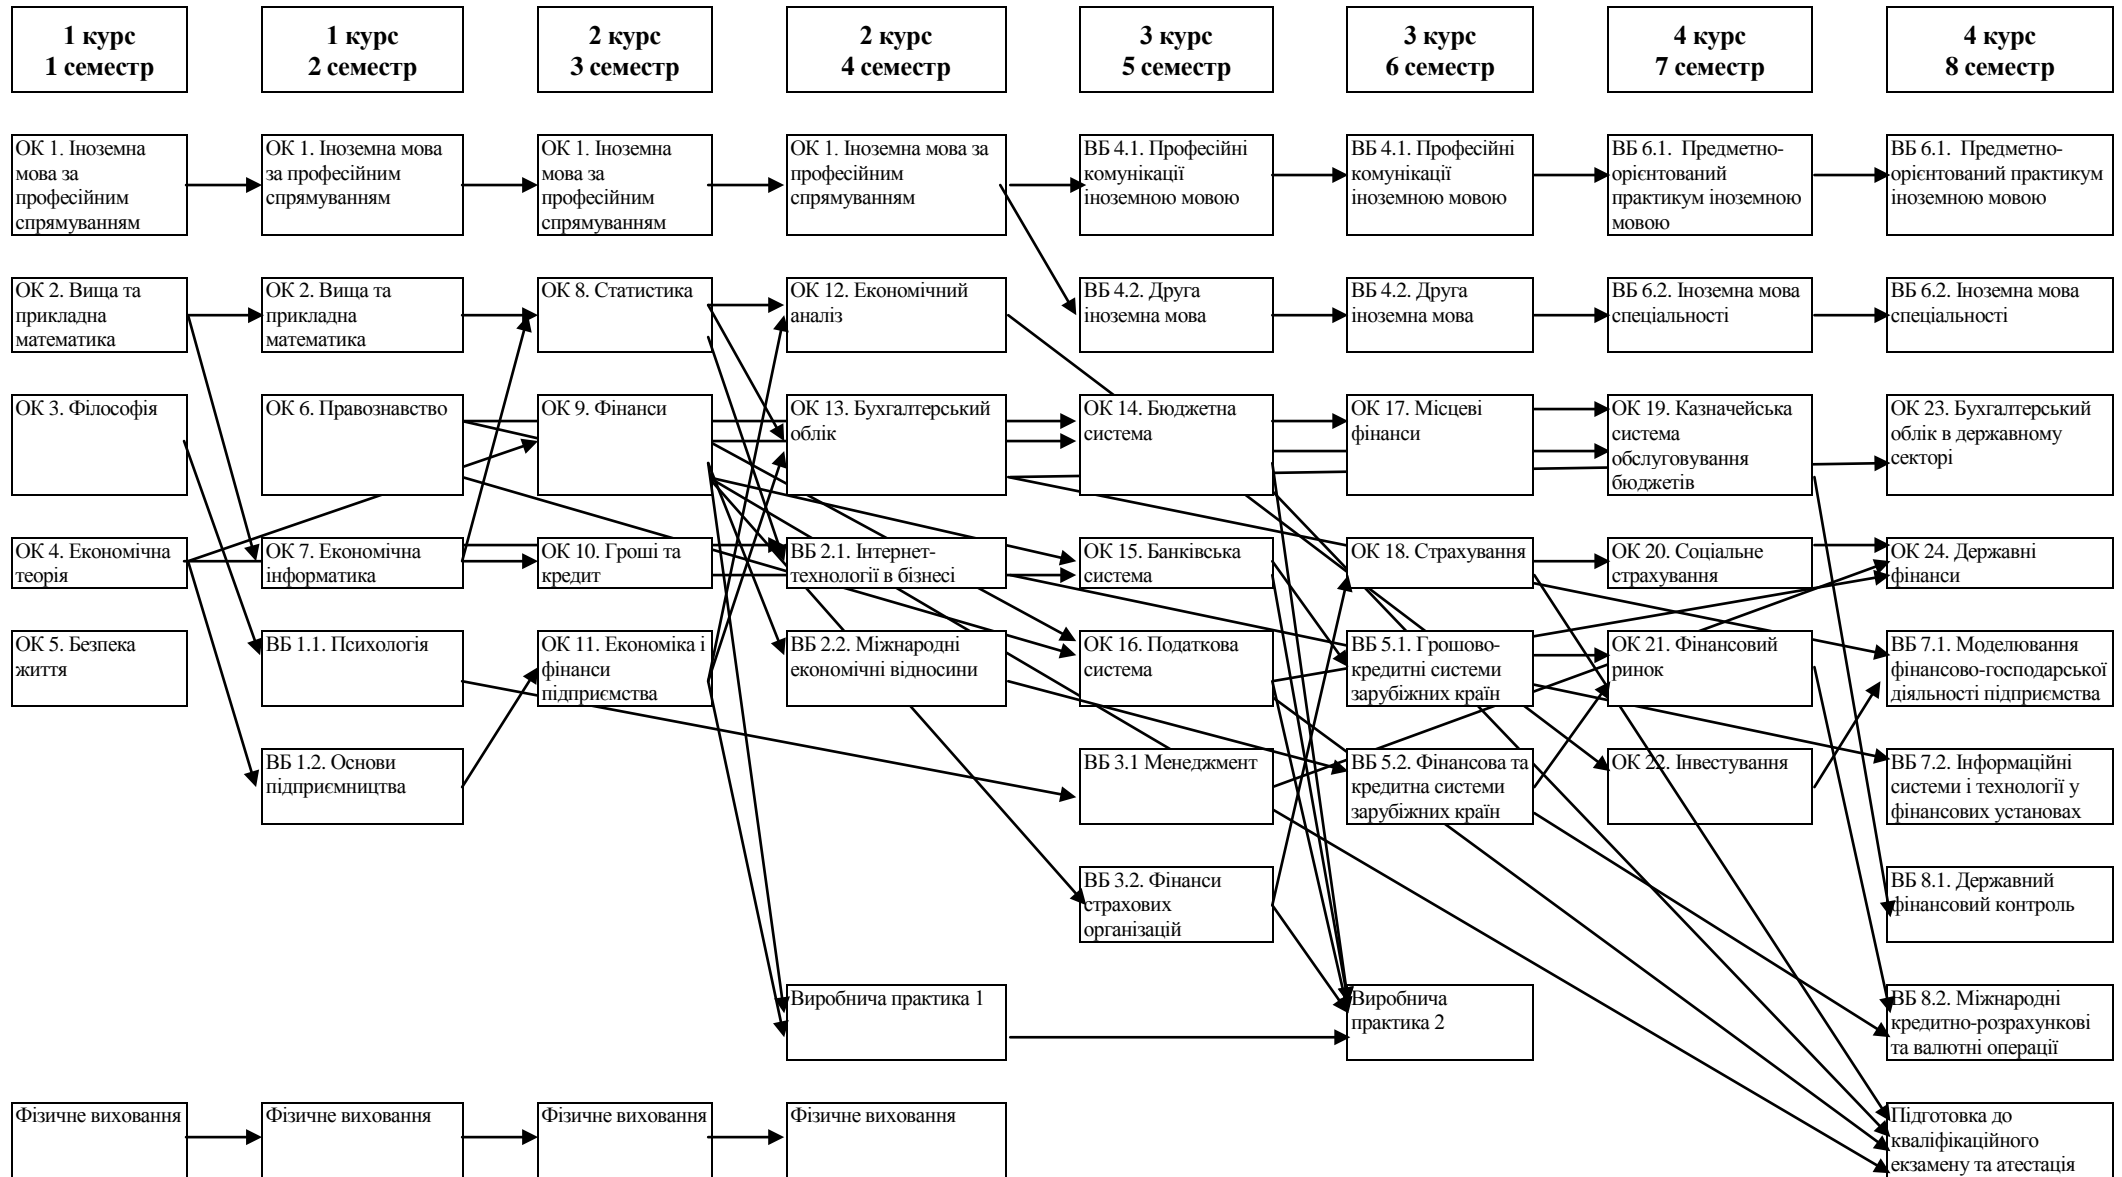 1 курс
1 семестр
1 курс
2 семестр
2 курс
3 семестр
2 курс
4 семестр
3 курс
5 семестр
3 курс
6 семестр
4 курс
7 семестр
4 курс
8 семестр
ОК 1. Іноземна
мова за
професійним
спрямуванням
ОК 1. Іноземна мова
за професійним
спрямуванням
ОК 1. Іноземна
мова за
професійним
спрямуванням
ОК 1. Іноземна мова за
професійним
спрямуванням
ВБ 4.1. Професійні
комунікації
іноземною мовою
ВБ 4.1. Професійні
комунікації
іноземною мовою
ВБ 6.1. Предметно-
орієнтований
практикум іноземною
мовою
ВБ 6.1. Предметно-
орієнтований практикум
іноземною мовою
ОК 2. Вища та
прикладна
математика
ОК 2. Вища та
прикладна
математика
ОК 8. Статистика
ОК 12. Економічний
аналіз
ВБ 4.2. Друга
іноземна мова
ВБ 4.2. Друга
іноземна мова
ВБ 6.2. Іноземна мова
спеціальності
ВБ 6.2. Іноземна мова
спеціальності
ОК 3. Філософія
ОК 6. Правознавство
ОК 9. Фінанси
ОК 13. Бухгалтерський
облік
ОК 14. Бюджетна
система
ОК 17. Місцеві
фінанси
ОК 19. Казначейська
система
обслуговування
бюджетів
ОК 23. Бухгалтерський
облік в державному
секторі
ОК 4. Економічна
теорія
ОК 7. Економічна
інформатика
ОК 10. Гроші та
кредит
ВБ 2.1. Інтернет-
технології в бізнесі
ОК 15. Банківська
система
ОК 18. Страхування
ОК 20. Соціальне
страхування
ОК 24. Державні
фінанси
ОК 5. Безпека
життя
ВБ 1.1. Психологія
ОК 11. Економіка і
фінанси
підприємства
ВБ 2.2. Міжнародні
економічні відносини
ОК 16. Податкова
система
ВБ 5.1. Грошово-
кредитні системи
зарубіжних країн
ОК 21. Фінансовий
ринок
ВБ 7.1. Моделювання
фінансово-господарської
діяльності підприємства
ВБ 1.2. Основи
підприємництва
ВБ 3.1 Менеджмент
ВБ 5.2. Фінансова та
кредитна системи
зарубіжних країн
ОК 22. Інвестування
ВБ 7.2. Інформаційні
системи і технології у
фінансових установах
ВБ 3.2. Фінанси
страхових
організацій
ВБ 8.1. Державний
фінансовий контроль
Виробнича практика 1
Виробнича
практика 2
ВБ 8.2. Міжнародні
кредитно-розрахункові
та валютні операції
Фізичне виховання
Фізичне виховання
Фізичне виховання
Фізичне виховання
Підготовка до
кваліфікаційного
екзамену та атестація